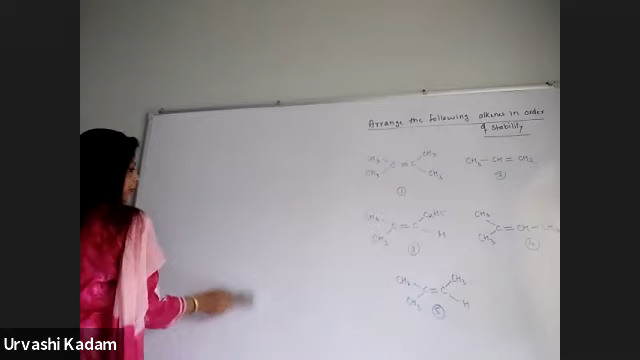 Arrange the following alkenes in order
of Stability
CH3 CH3
C = C
CH3 CH3
①
CH3 - CH = CH2
③
CH3
C = C
CH3 H
CH3
C = CH - CH3
CH3
④
CH3 CH3
C = C
CH3 H
⑤
Urvashi Kadam